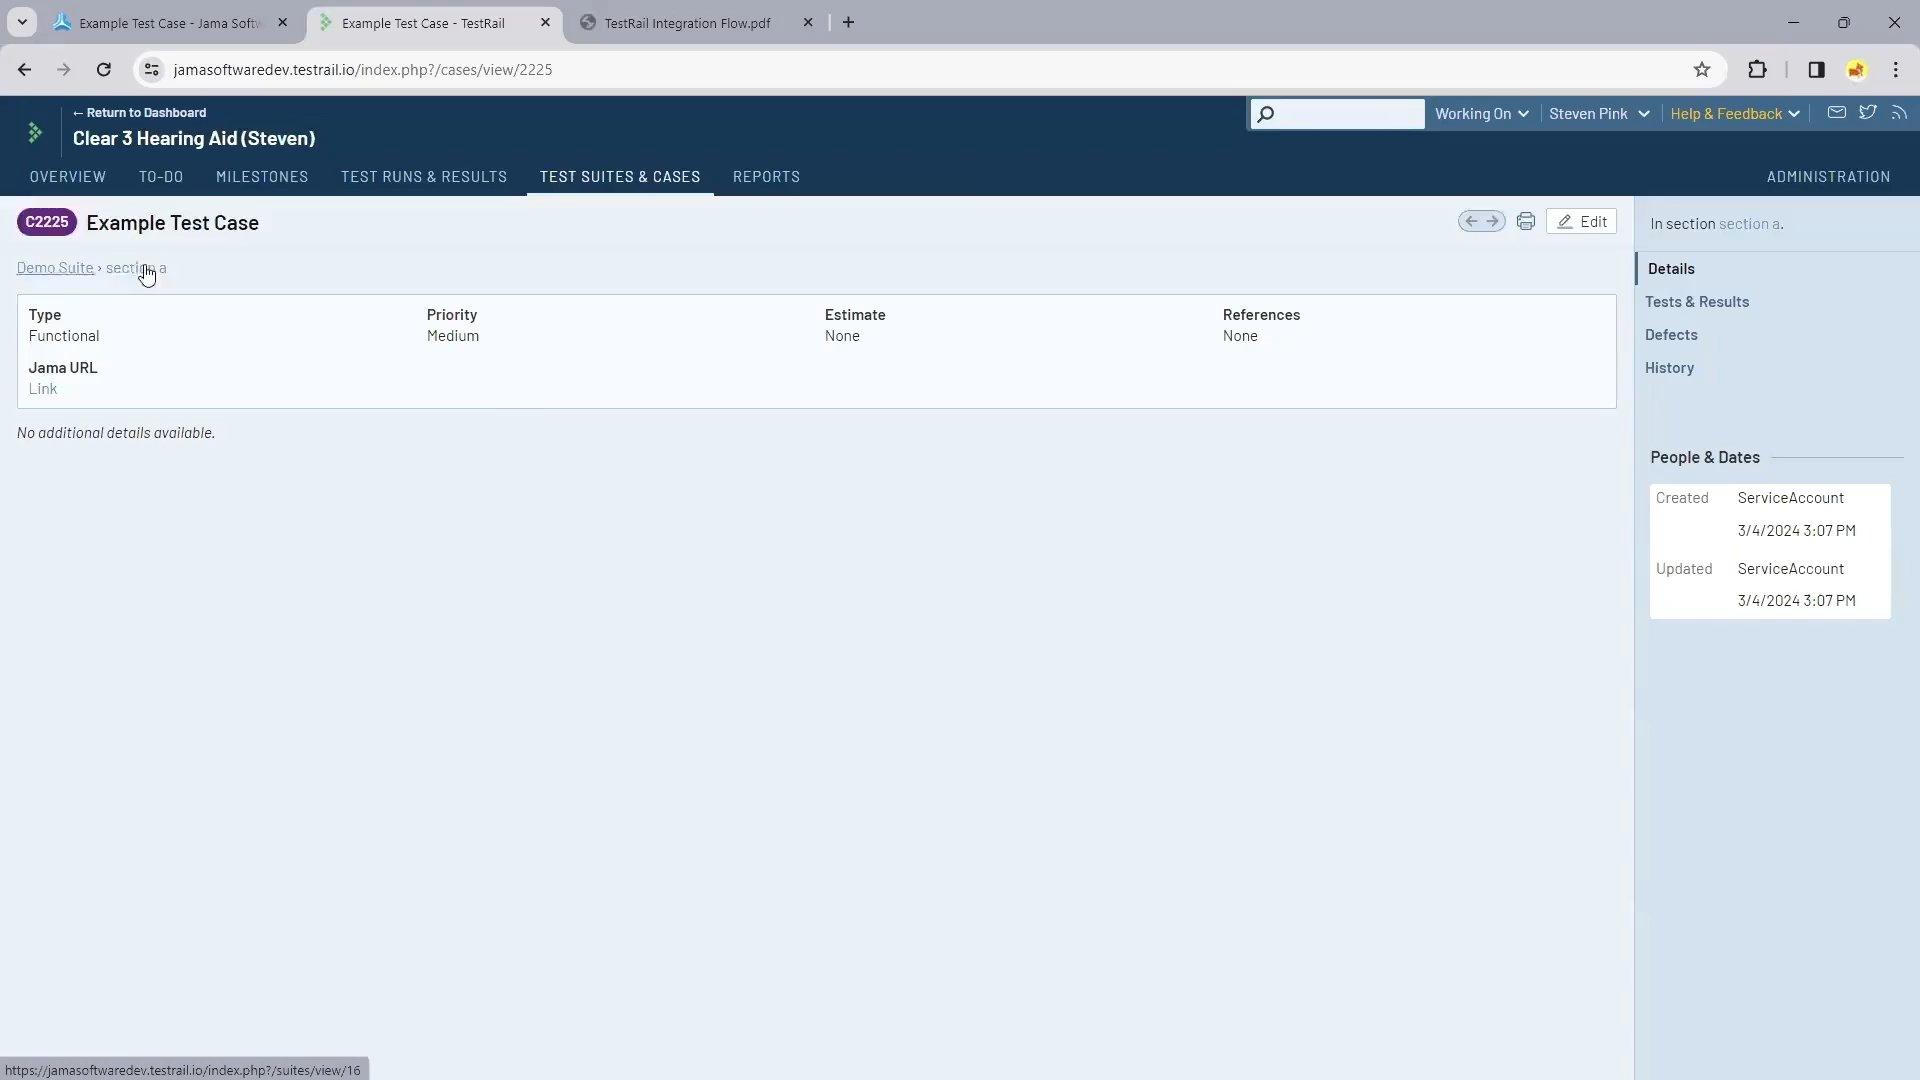 Example Test Case - Jama Softw
Example Test Case - TestRail
TestRail Integration Flow.pdf
jamasoftwaredev.testrail.io/index.php?/cases/view/2225
← Return to Dashboard
Clear 3 Hearing Aid (Steven)
Working On
Steven Pink
Help & Feedback
OVERVIEW
TO-DO
MILESTONES
TEST RUNS & RESULTS
TEST SUITES & CASES
REPORTS
ADMINISTRATION
C2225 Example Test Case
Edit
In section section a.
Demo Suite › section a
Type
Functional
Priority
Medium
Estimate
None
References
None
Jama URL
Link
No additional details available.
Details
Tests & Results
Defects
History
People & Dates
Created ServiceAccount
3/4/2024 3:07 PM
Updated ServiceAccount
3/4/2024 3:07 PM
https://jamasoftwaredev.testrail.io/index.php?/suites/view/16